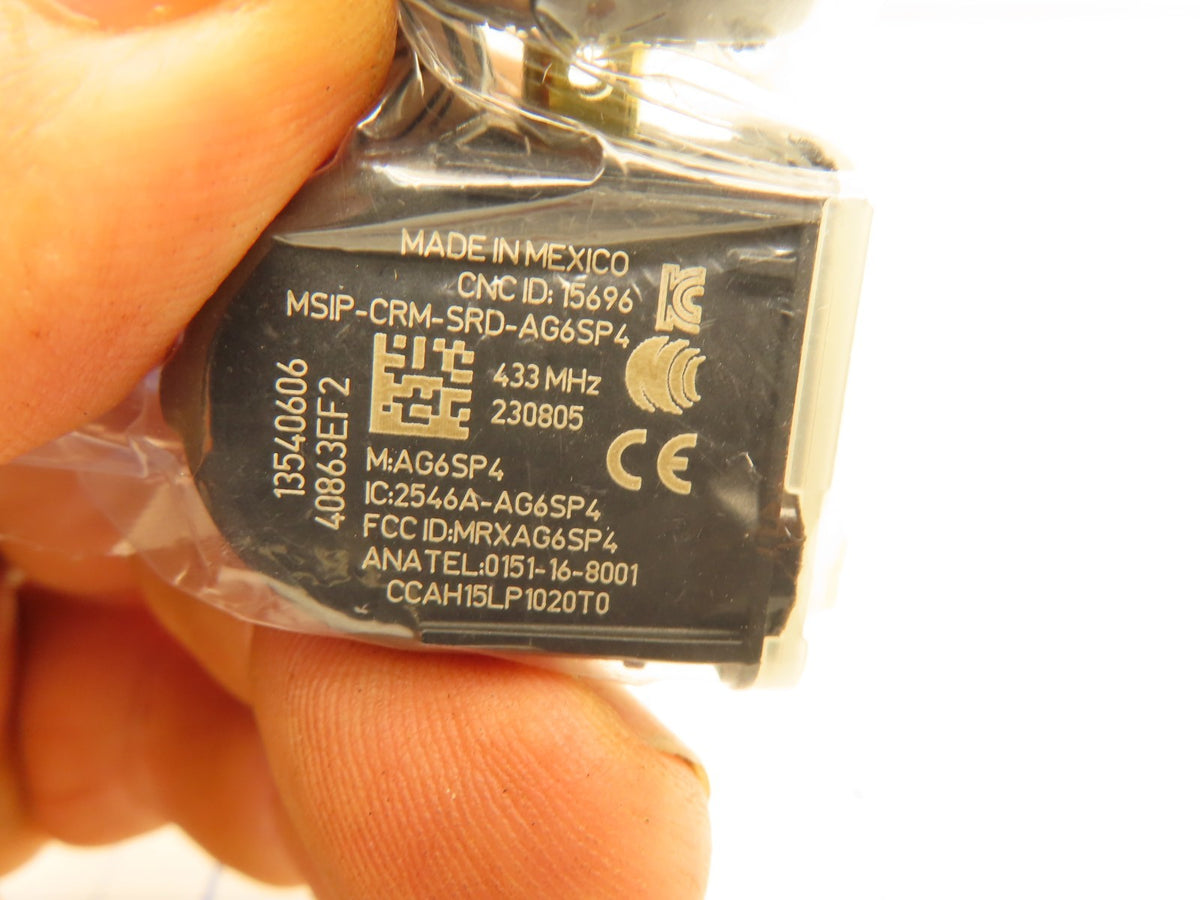 MADE IN MEXICO
CNC ID: 15696
MSIP-CRM-SRD-AG6SP4
433 MHz
230805
13540606
40863EF2
M:AG6SP4
IC:2546A-AG6SP4
FCC ID:MRXAG6SP4
ANATEL:0151-16-8001
CCAH15LP1020T0
CE